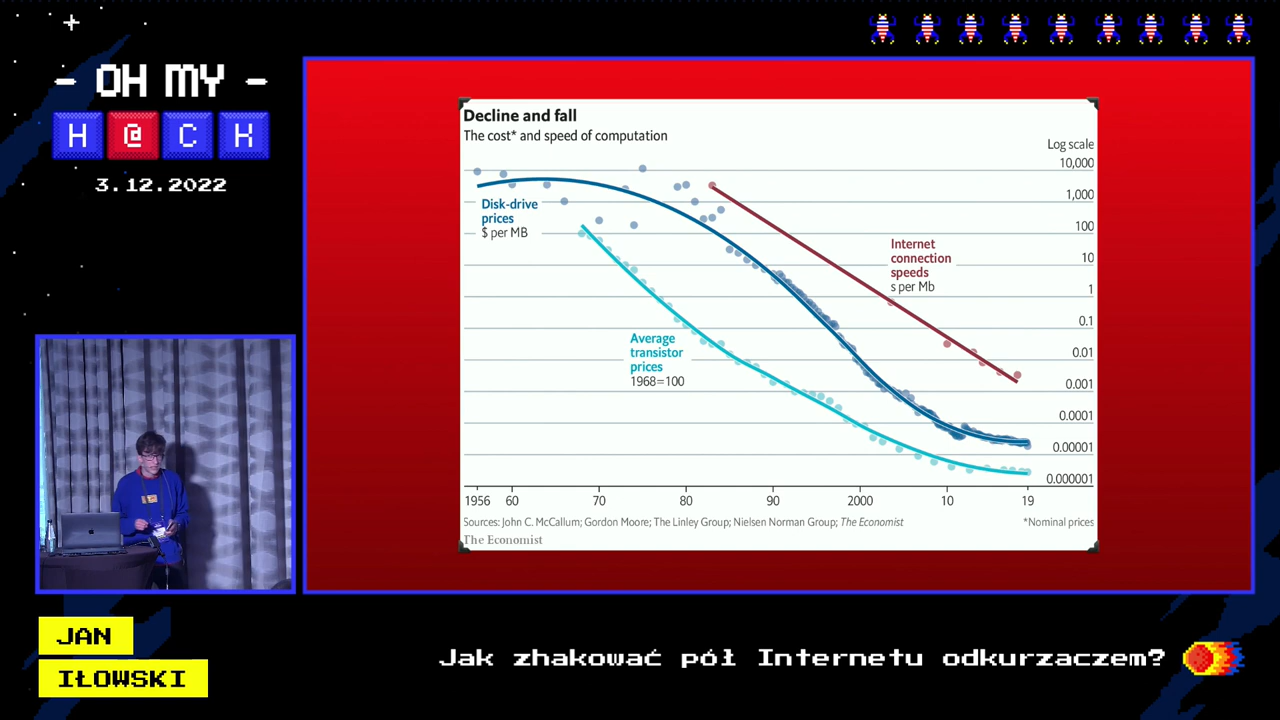 - OH MY -
H@CK
3.12.2022
Decline and fall
The cost* and speed of computation
Log scale
10,000
1,000
100
10
1
0.1
0.01
0.001
0.0001
0.00001
0.000001
Disk-drive
prices
$ per MB
Internet
connection
speeds
s per Mb
Average
transistor
prices
1968=100
1956 60 70 80 90 2000 10 19
Sources: John C. McCallum; Gordon Moore; The Linley Group; Nielsen Norman Group; The Economist
*Nominal prices
The Economist
JAN
IŁOWSKI
Jak zhakować pół Internetu odkurzaczem?